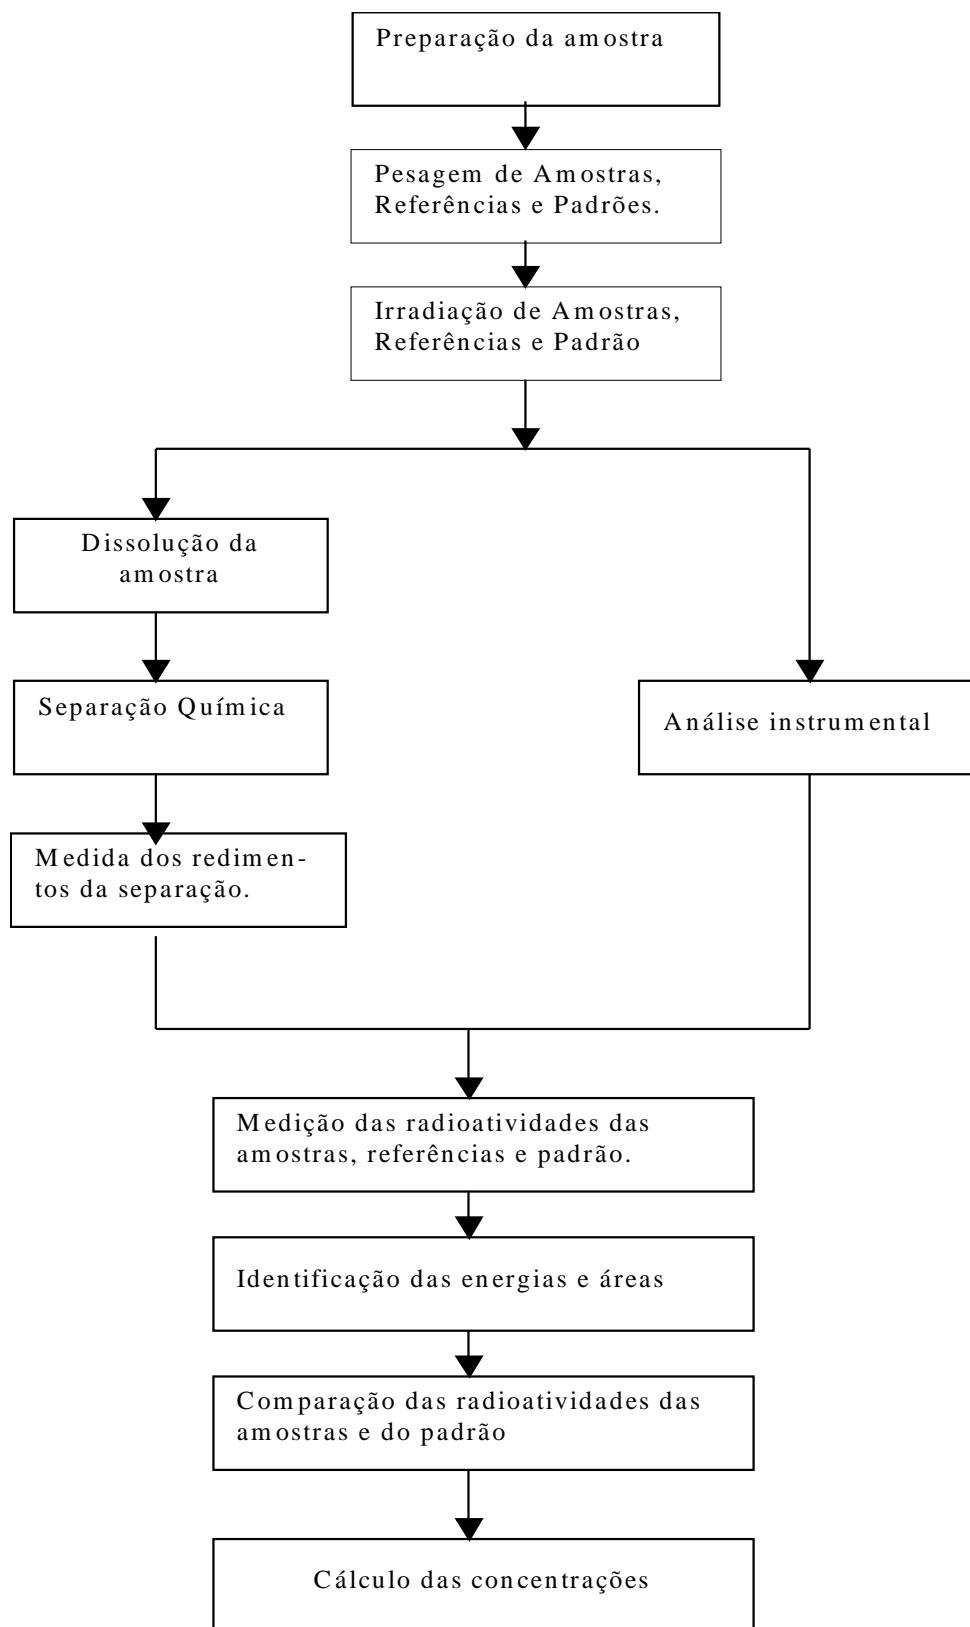 Preparação da amostra
Pesagem de Amostras,
Referências e Padrões.
Irradiação de Amostras,
Referências e Padrão
Dissolução da
amostra
Separação Química
Análise instrumental
Medida dos redimen-
tos da separação.
Medição das radioatividades das
amostras, referências e padrão.
Identificação das energias e áreas
Comparação das radioatividades das
amostras e do padrão
Cálculo das concentrações